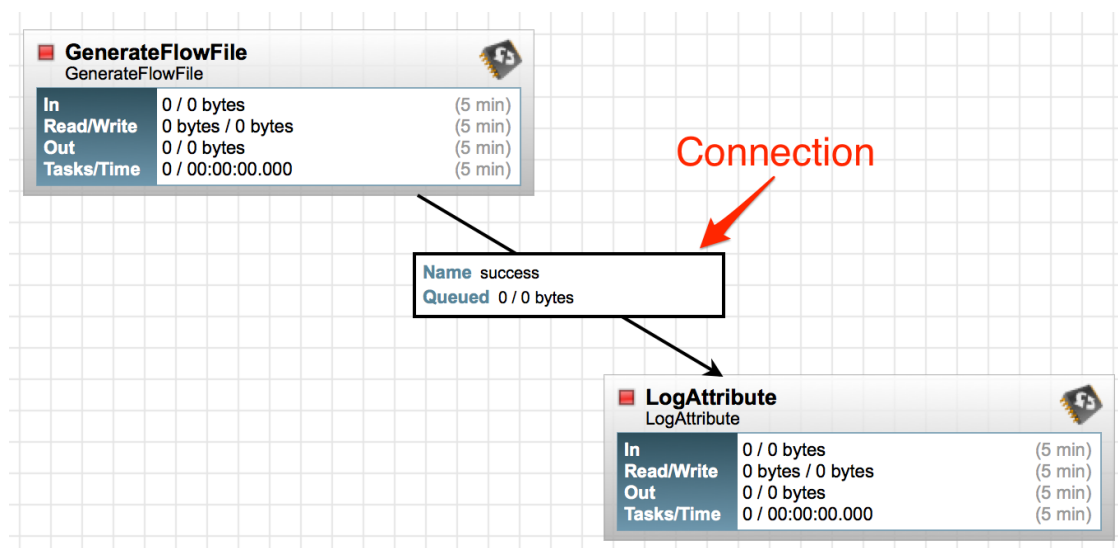 GenerateFlowFile
GenerateFlowFile
In 0 / 0 bytes (5 min)
Read/Write 0 bytes / 0 bytes (5 min)
Out 0 / 0 bytes (5 min)
Tasks/Time 0 / 00:00:00.000 (5 min)
Connection
Name success
Queued 0 / 0 bytes
LogAttribute
LogAttribute
In 0 / 0 bytes (5 min)
Read/Write 0 bytes / 0 bytes (5 min)
Out 0 / 0 bytes (5 min)
Tasks/Time 0 / 00:00:00.000 (5 min)